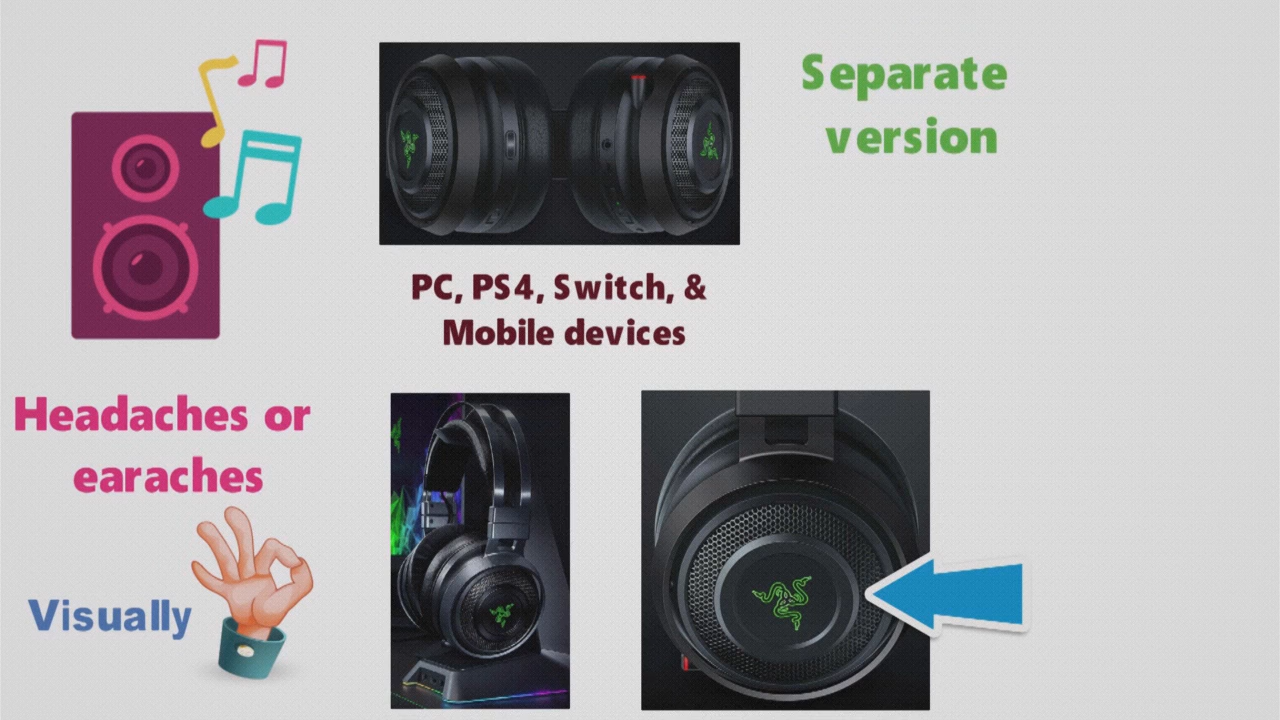 Separate
version
PC, PS4, Switch, &
Mobile devices
Headaches or
earaches
Visually